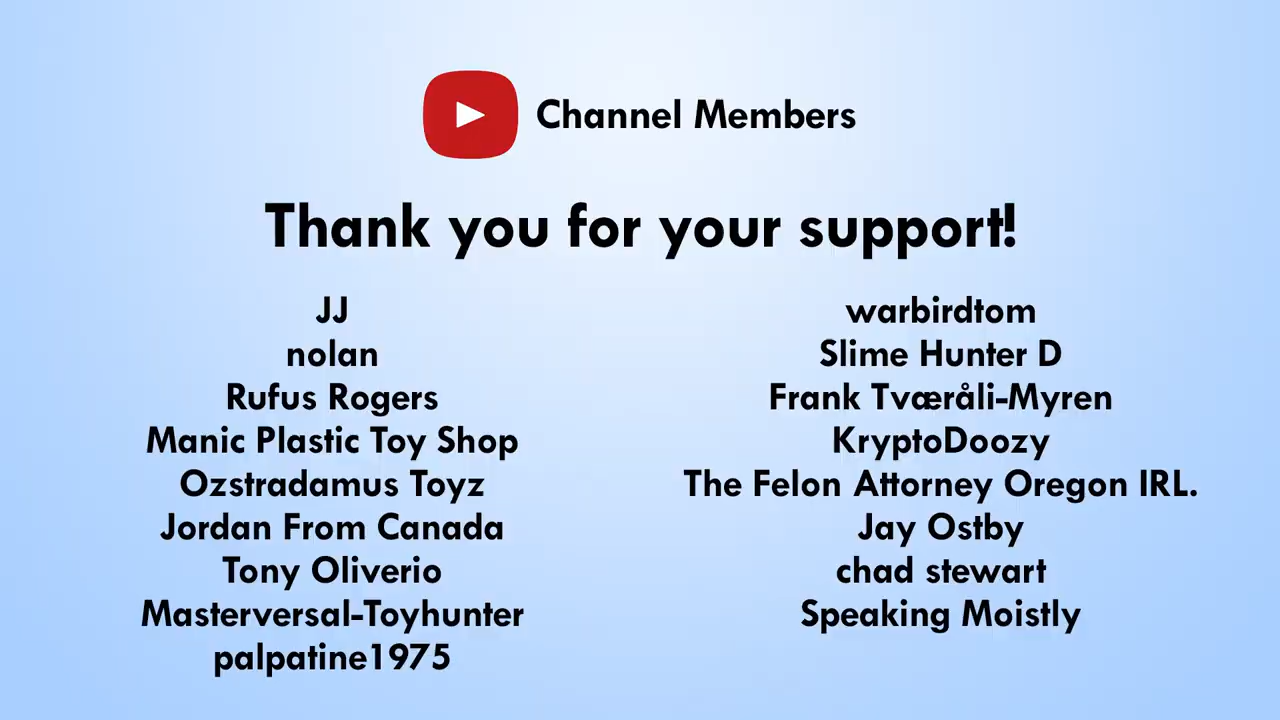 Channel Members
Thank you for your support!
JJ
nolan
Rufus Rogers
Manic Plastic Toy Shop
Ozstradamus Toyz
Jordan From Canada
Tony Oliverio
Masterversal-Toyhunter
palpatine1975
warbirdtom
Slime Hunter D
Frank Tværåli-Myren
KryptoDoozy
The Felon Attorney Oregon IRL.
Jay Ostby
chad stewart
Speaking Moistly